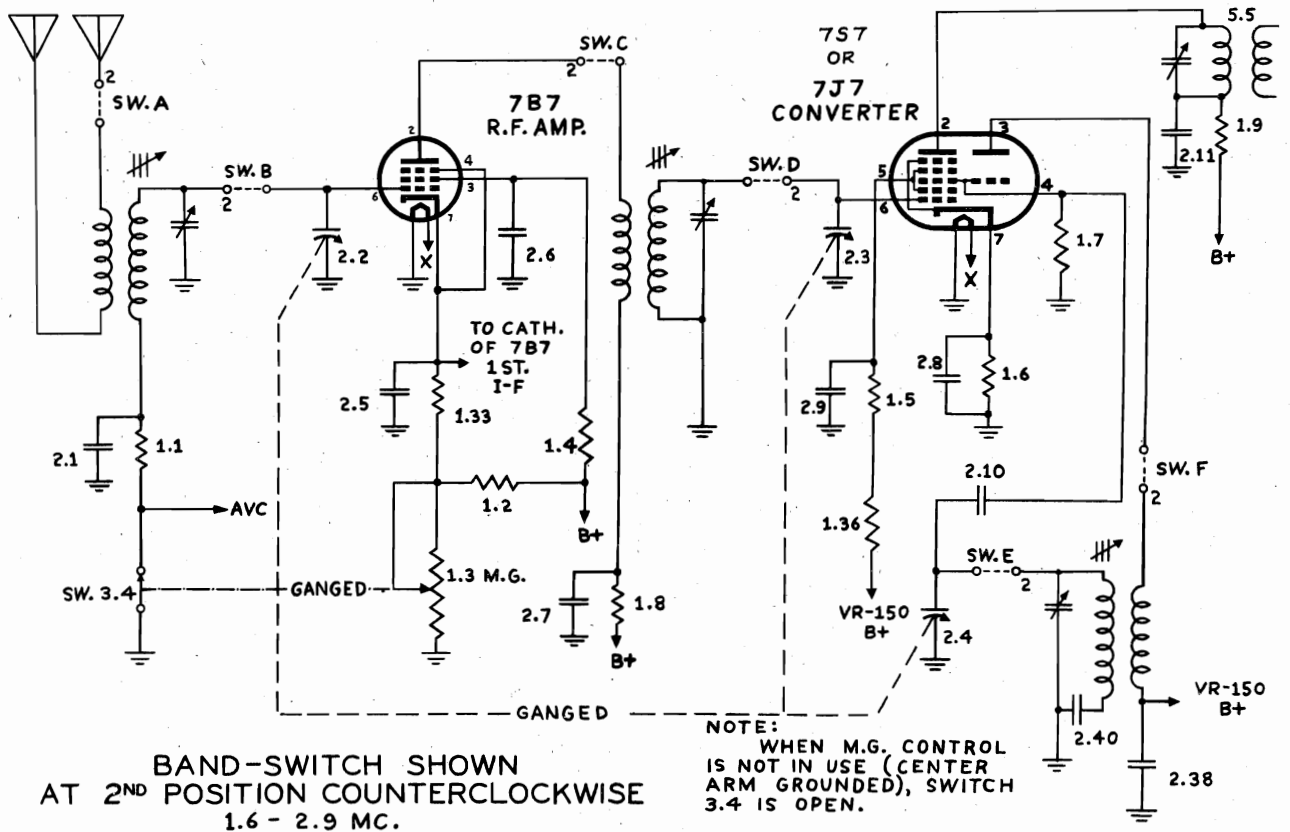 2
SW. A
SW. B
2
7B7
R.F. AMP.
2
4
3
6
7
X
2.2
2.6
SW. C
2
7S7
OR
7J7
CONVERTER
2
3
5
6
4
7
X
SW. D
2
2.3
1.7
5.5
1.9
2.11
B+
TO CATH.
OF 7B7
1ST.
I-F
2.5
1.33
1.4
1.2
B+
2.1
1.1
AVC
SW. 3.4
GANGED
1.3 M.G.
2.7
1.8
B+
2.9
1.5
2.8
1.6
1.36
VR-150
B+
2.10
SW. E
2
2.4
SW. F
2
2.40
VR-150
B+
2.38
GANGED
NOTE:
WHEN M.G. CONTROL
IS NOT IN USE (CENTER
ARM GROUNDED), SWITCH
3.4 IS OPEN.
BAND-SWITCH SHOWN
AT 2ND POSITION COUNTERCLOCKWISE
1.6 - 2.9 MC.